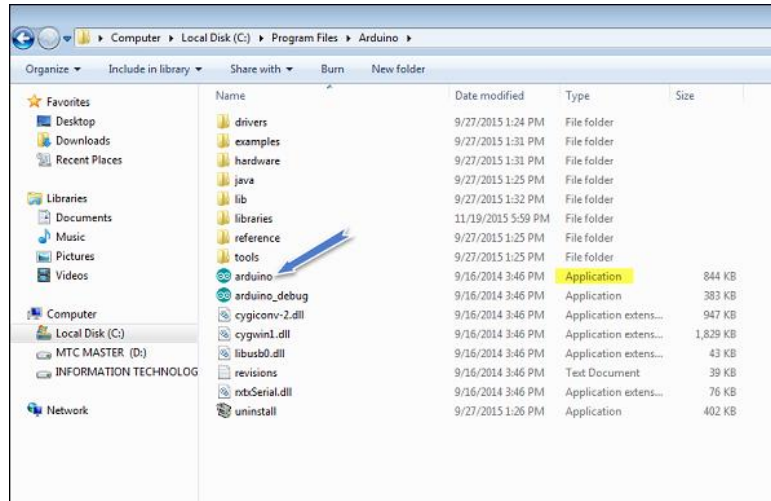 Computer ▸ Local Disk (C:) ▸ Program Files ▸ Arduino ▸
Organize Include in library Share with Burn New folder
Favorites
Desktop
Downloads
Recent Places
Libraries
Documents
Music
Pictures
Videos
Computer
Local Disk (C:)
MTC MASTER (D:)
INFORMATION TECHNOLOG
Network
Name Date modified Type Size
drivers 9/27/2015 1:24 PM File folder
examples 9/27/2015 1:31 PM File folder
hardware 9/27/2015 1:31 PM File folder
java 9/27/2015 1:25 PM File folder
lib 9/27/2015 1:32 PM File folder
libraries 11/19/2015 5:59 PM File folder
reference 9/27/2015 1:25 PM File folder
tools 9/27/2015 1:25 PM File folder
arduino 9/16/2014 3:46 PM Application 844 KB
arduino_debug 9/16/2014 3:46 PM Application 383 KB
cygiconv-2.dll 9/16/2014 3:46 PM Application extens... 947 KB
cygwin1.dll 9/16/2014 3:46 PM Application extens... 1,829 KB
libusb0.dll 9/16/2014 3:46 PM Application extens... 43 KB
revisions 9/16/2014 3:46 PM Text Document 39 KB
rxtxSerial.dll 9/16/2014 3:46 PM Application extens... 76 KB
uninstall 9/27/2015 1:26 PM Application 402 KB